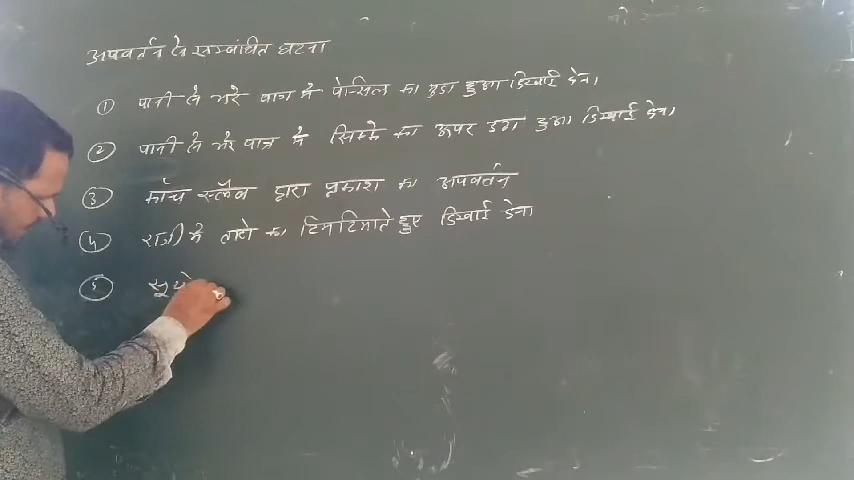 अपवर्तन से सम्बंधित घटना
① पानी से भरे पात्र मे पेन्सिल का मुडा हुआ दिखाई देना
② पानी से भरे पात्र मे सिक्के का ऊपर उठा हुआ दिखाई देना
③ काँच स्लैब द्वारा प्रकाश का अपवर्तन
④ रात्री मे तारो का टिमटिमाते हुए दिखाई देना
⑤